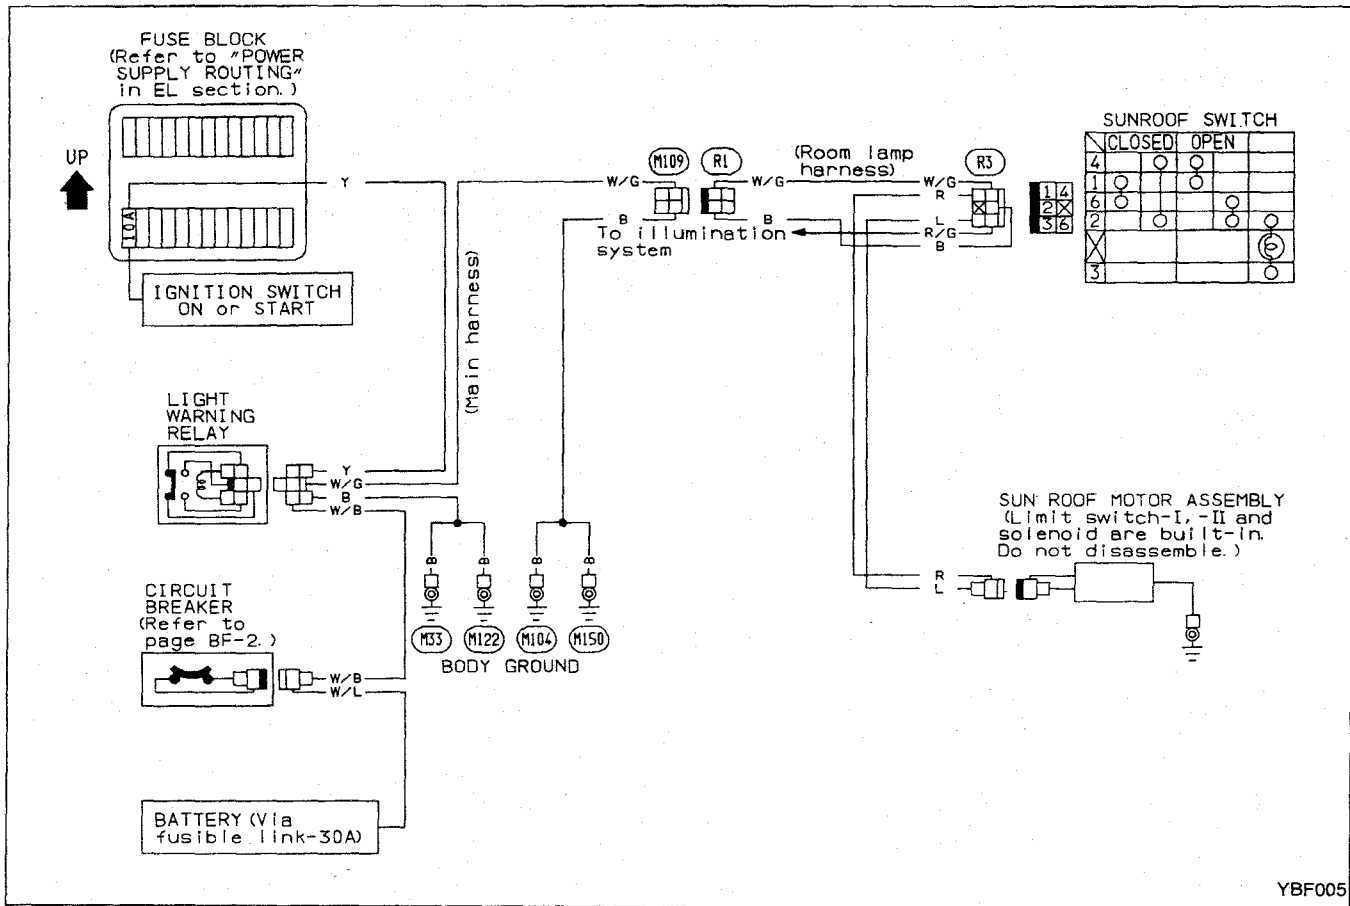 FUSE BLOCK
(Refer to "POWER
SUPPLY ROUTING"
in EL section.)
UP
10A
Y
IGNITION SWITCH
ON or START
(Main harness)
LIGHT
WARNING
RELAY
Y
W/G
B
W/B
CIRCUIT
BREAKER
(Refer to
page BF-2.)
W/B
W/L
BATTERY (Via
fusible link-30A)
B B B B
M33 M122 M104 M150
BODY GROUND
M109 R1
W/G W/G
B B
(Room lamp
harness)
To illumination
system
R3
W/G
R
L
R/G
B
1 4
2
3 6
SUNROOF SWITCH
CLOSED OPEN
4
1
6
2
3
SUN ROOF MOTOR ASSEMBLY
(Limit switch-I, -II and
solenoid are built-in.
Do not disassemble.)
R
L
YBF005